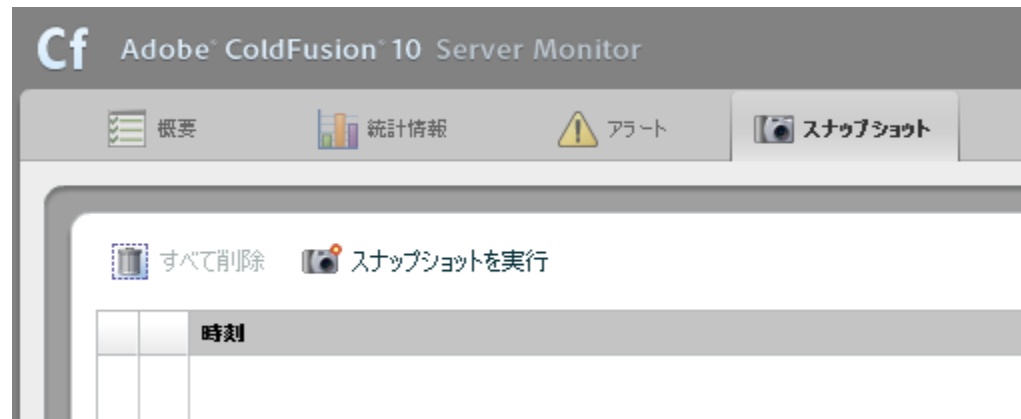 Cf Adobe® ColdFusion® 10 Server Monitor
概要 統計情報 アラート スナップショット
すべて削除 スナップショットを実行
時刻